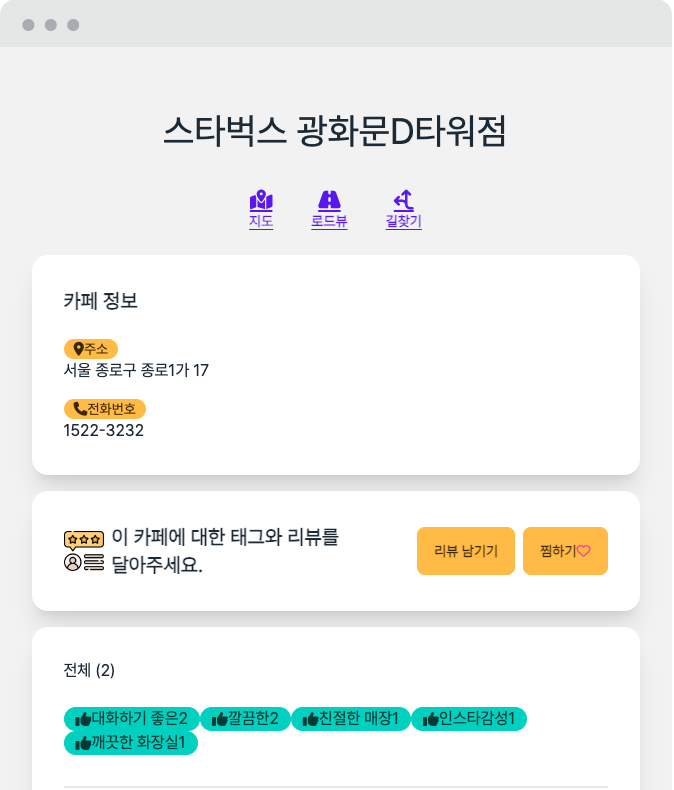 스타벅스 광화문D타워점
지도 로드뷰 길찾기
카페 정보
주소
서울 종로구 종로1가 17
전화번호
1522-3232
이 카페에 대한 태그와 리뷰를
달아주세요.
리뷰 남기기 찜하기
전체 (2)
대화하기 좋은2 깔끔한2 친절한 매장1 인스타감성1
깨끗한 화장실1